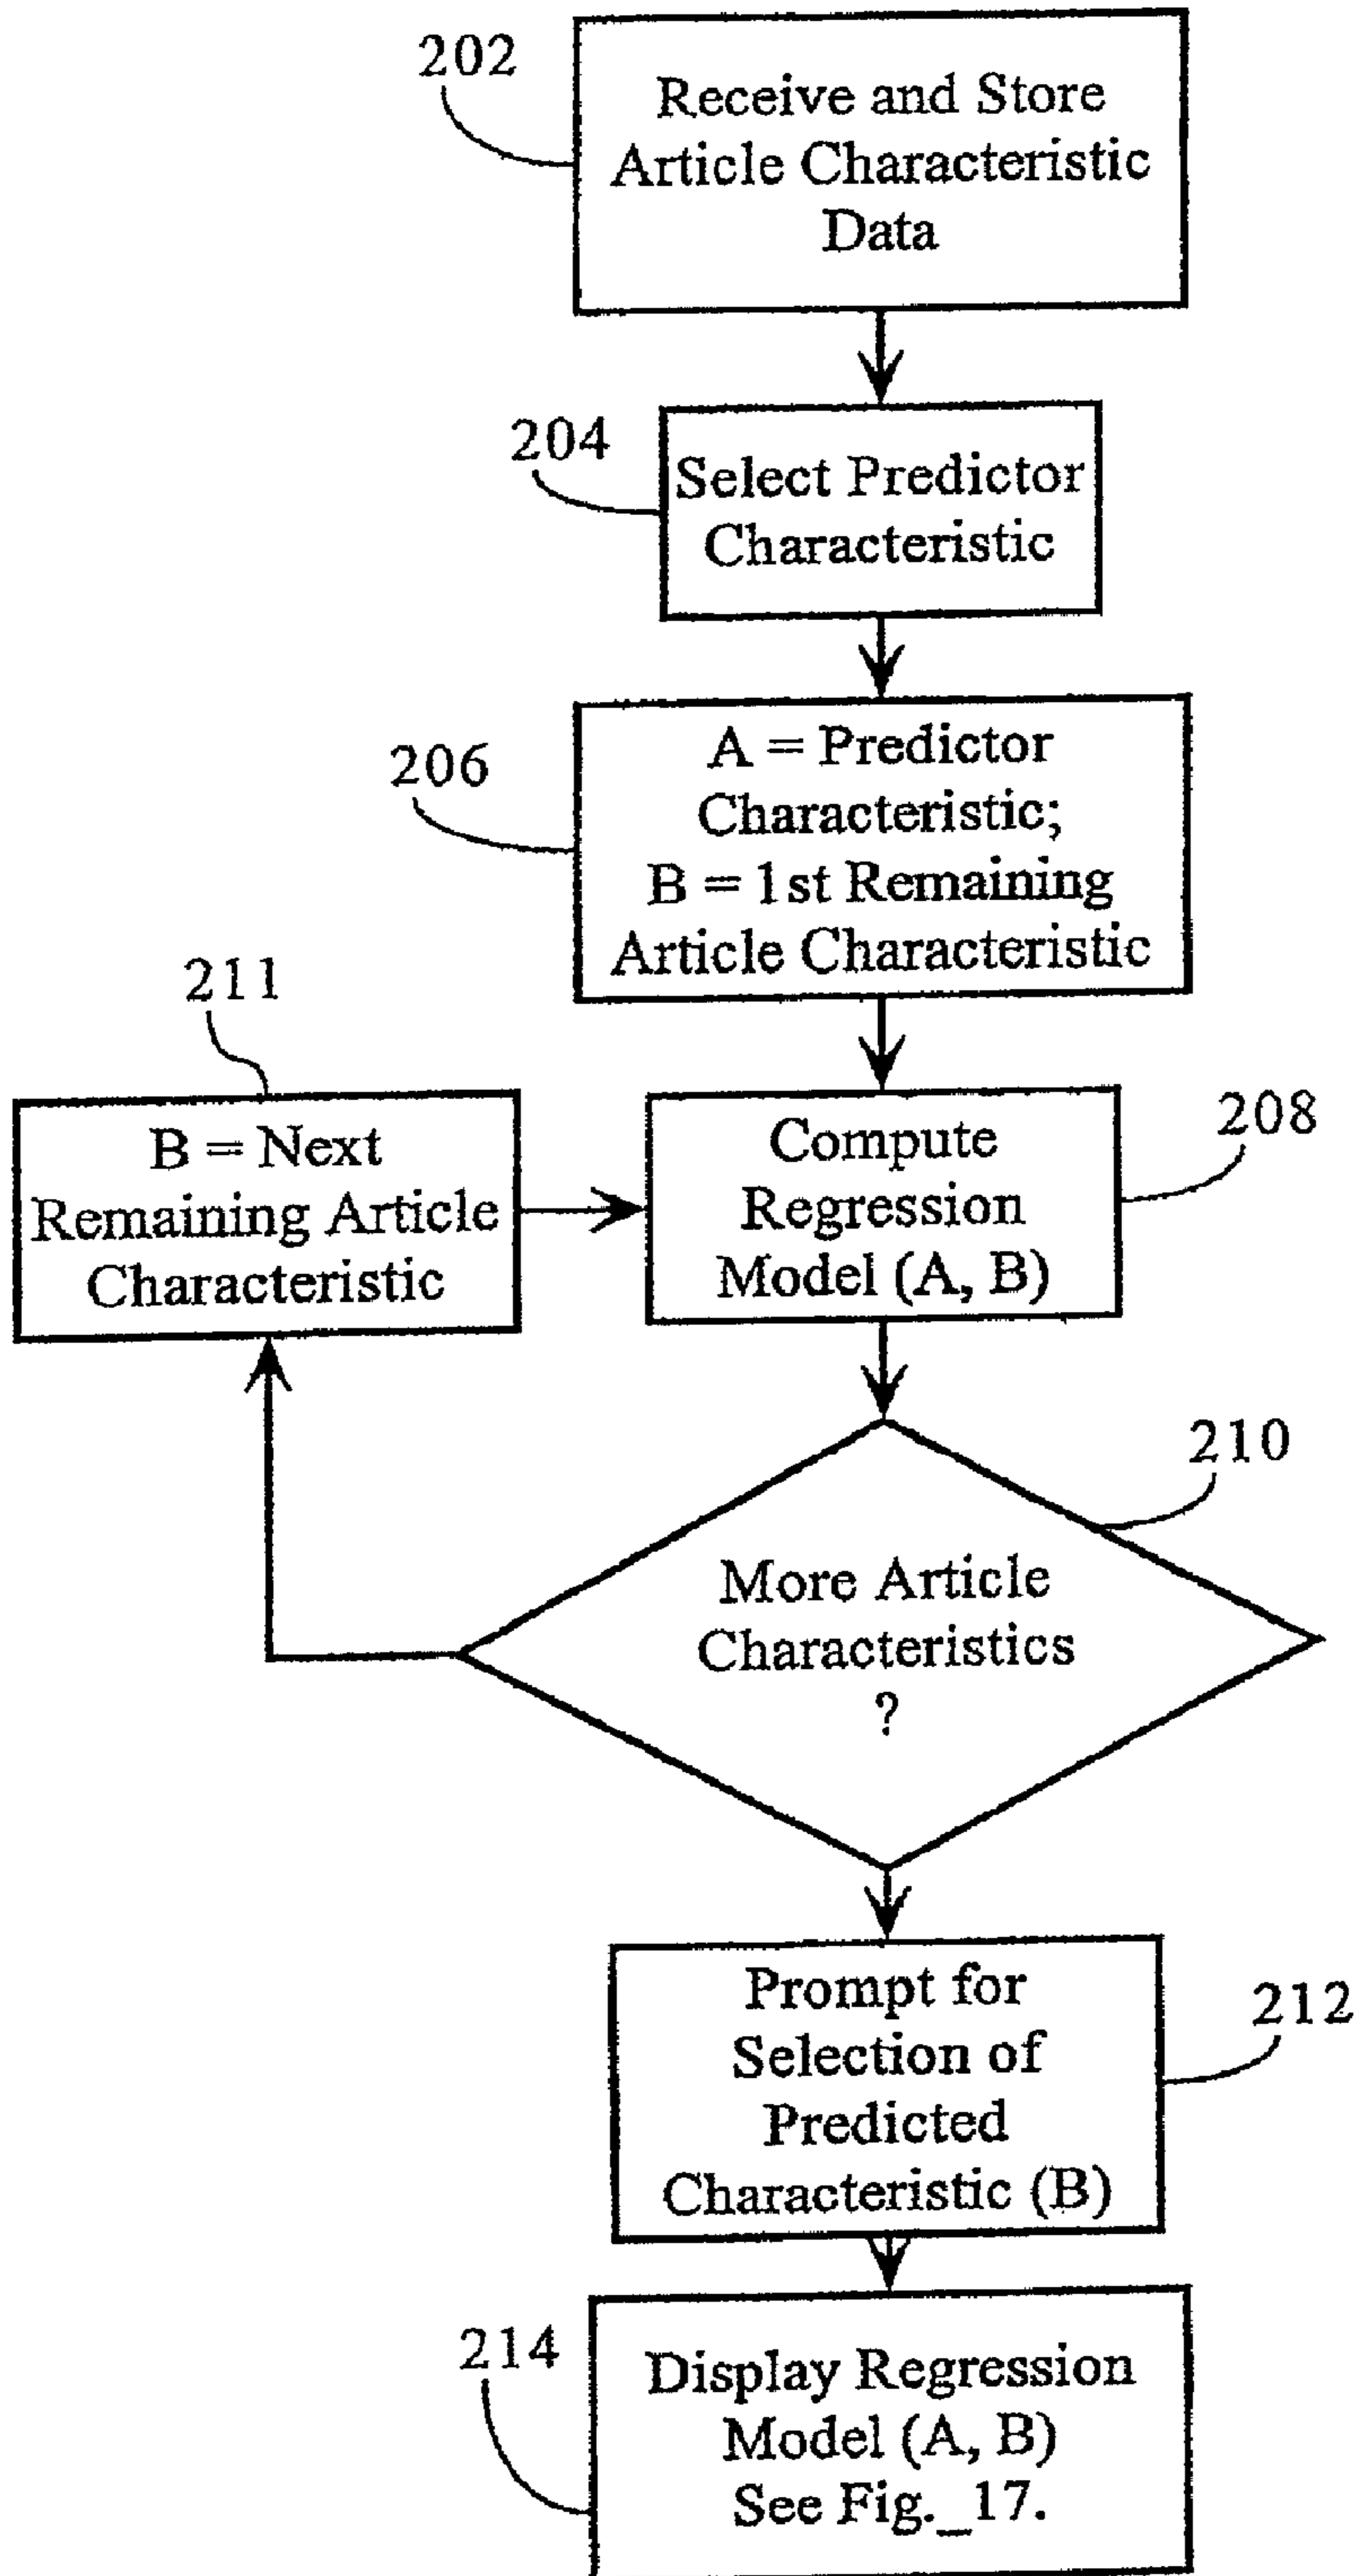 202
Receive and Store
Article Characteristic
Data
204
Select Predictor
Characteristic
206
A = Predictor
Characteristic;
B = 1st Remaining
Article Characteristic
211
B = Next
Remaining Article
Characteristic
208
Compute
Regression
Model (A, B)
210
More Article
Characteristics
?
212
Prompt for
Selection of
Predicted
Characteristic (B)
214
Display Regression
Model (A, B)
See Fig._17.